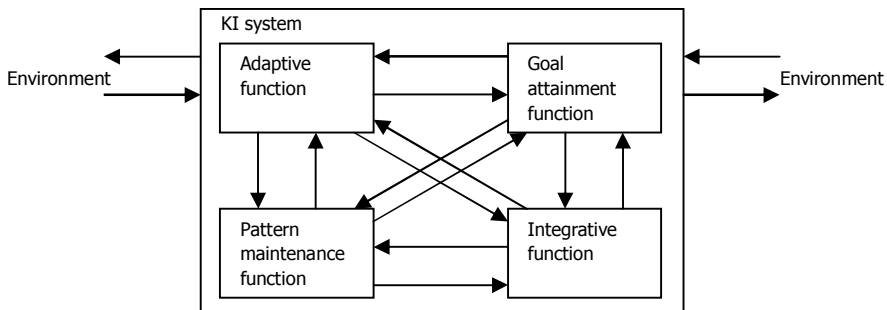 KI system
Environment
Adaptive
function
Goal
attainment
function
Environment
Pattern
maintenance
function
Integrative
function